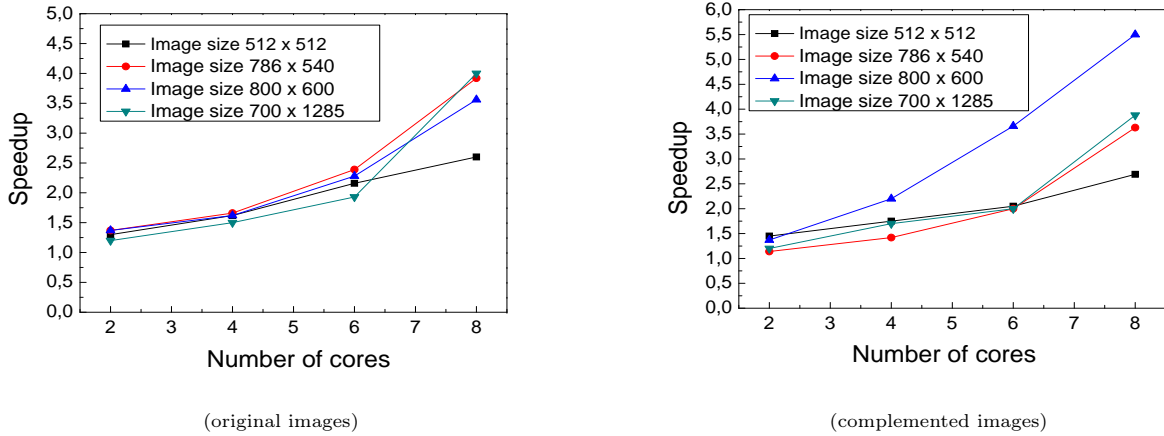 5,0
4,5
4,0
3,5
3,0
2,5
2,0
1,5
1,0
0,5
0,0
Speedup
Image size 512 x 512
Image size 786 x 540
Image size 800 x 600
Image size 700 x 1285
2 3 4 5 6 7 8
Number of cores
(original images)
6,0
5,5
5,0
4,5
4,0
3,5
3,0
2,5
2,0
1,5
1,0
0,5
0,0
Speedup
Image size 512 x 512
Image size 786 x 540
Image size 800 x 600
Image size 700 x 1285
2 3 4 5 6 7 8
Number of cores
(complemented images)